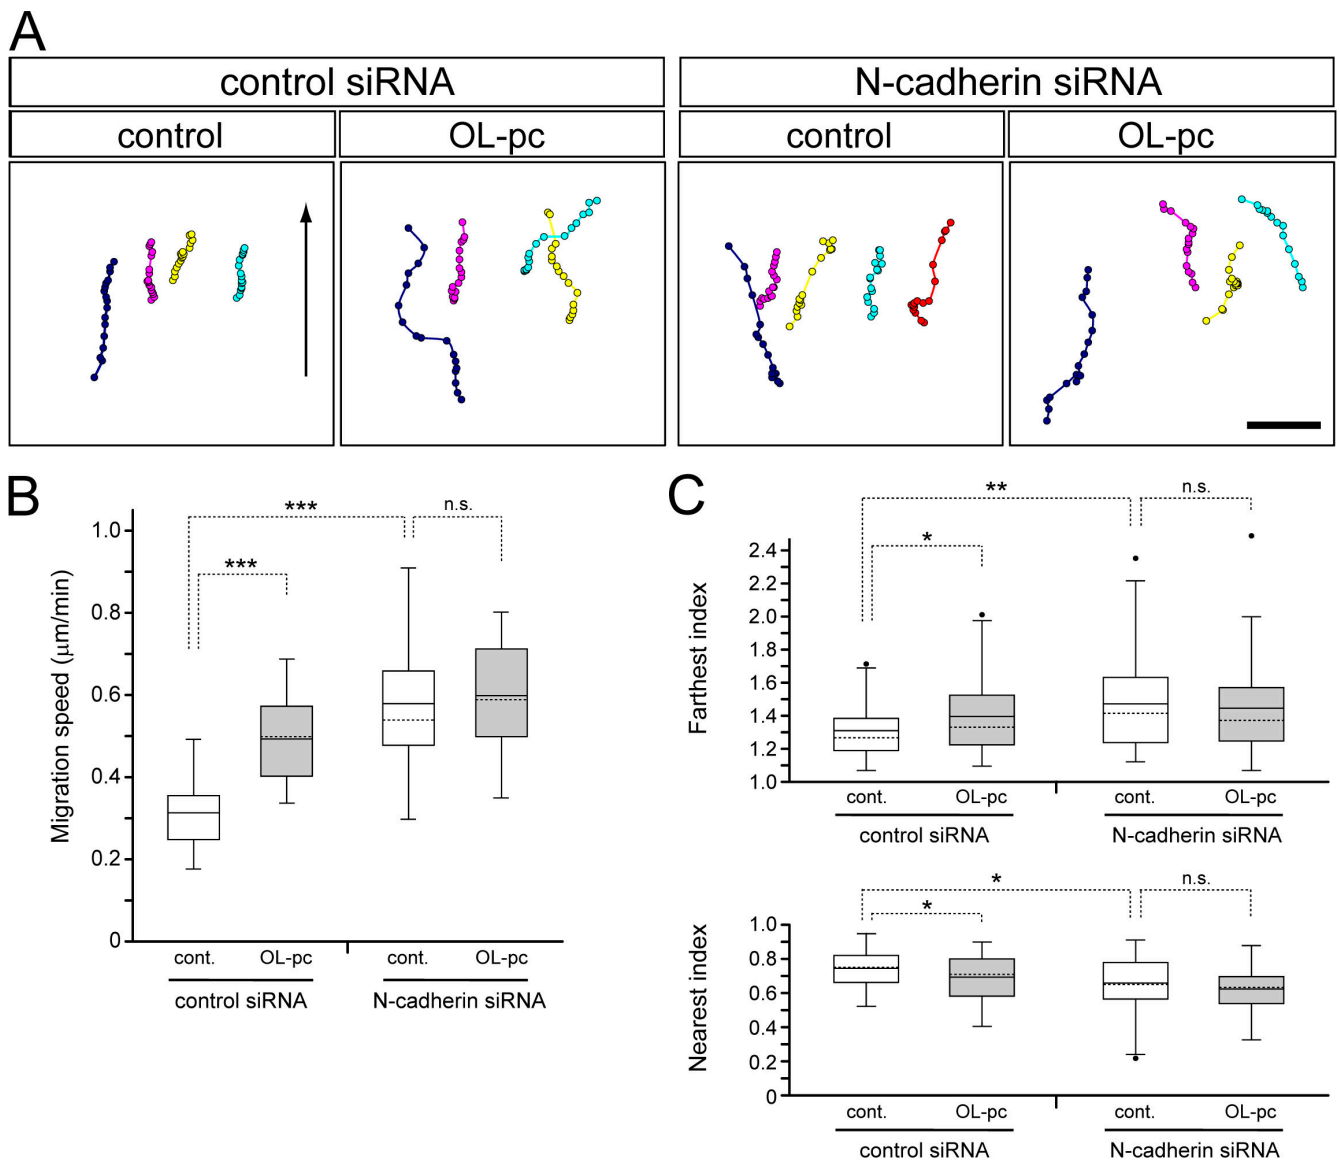 A
control siRNA
N-cadherin siRNA
control
OL-pc
control
OL-pc
B
Migration speed (μm/min)
1.0
0.8
0.6
0.4
0.2
0
***
***
n.s.
cont.
OL-pc
cont.
OL-pc
control siRNA
N-cadherin siRNA
C
Farthest index
2.4
2.2
2.0
1.8
1.6
1.4
1.2
1.0
**
*
n.s.
cont.
OL-pc
cont.
OL-pc
control siRNA
N-cadherin siRNA
Nearest index
1.0
0.8
0.6
0.4
0.2
0
*
*
n.s.
cont.
OL-pc
cont.
OL-pc
control siRNA
N-cadherin siRNA